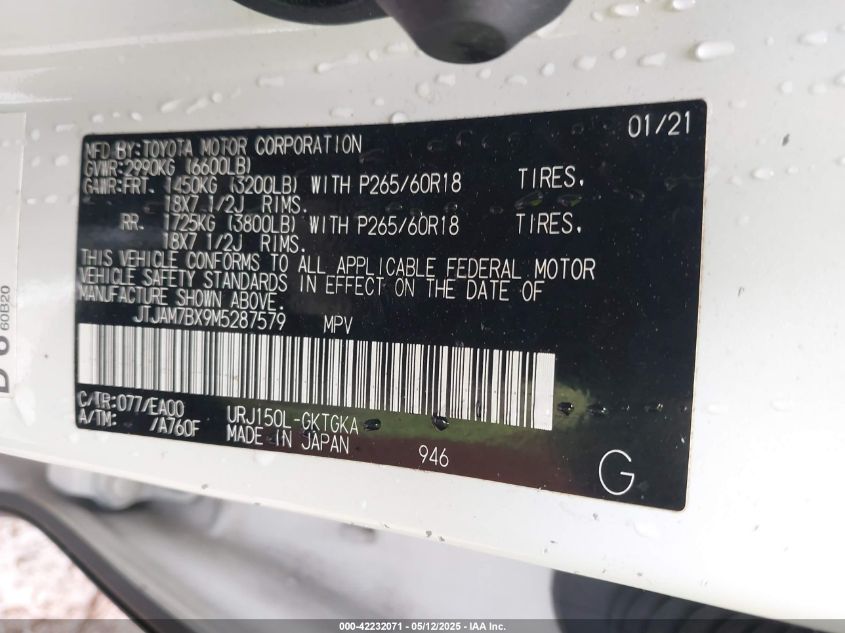 01/21
MFD BY:TOYOTA MOTOR CORPORATION
GVWR:2990KG (6600LB)
GAWR:FRT. 1450KG (3200LB) WITH P265/60R18 TIRES,
18X7 1/2J RIMS.
RR. 1725KG (3800LB) WITH P265/60R18 TIRES,
18X7 1/2J RIMS.
THIS VEHICLE CONFORMS TO ALL APPLICABLE FEDERAL MOTOR
VEHICLE SAFETY STANDARDS IN EFFECT ON THE DATE OF
MANUFACTURE SHOWN ABOVE.
JTJAM7BX9M5287579 MPV
C/TR:077/EA00 URJ150L-GKTGKA
A/TM: /A760F MADE IN JAPAN 946
G
60B20
000-42232071 - 05/12/2025 - IAA Inc.